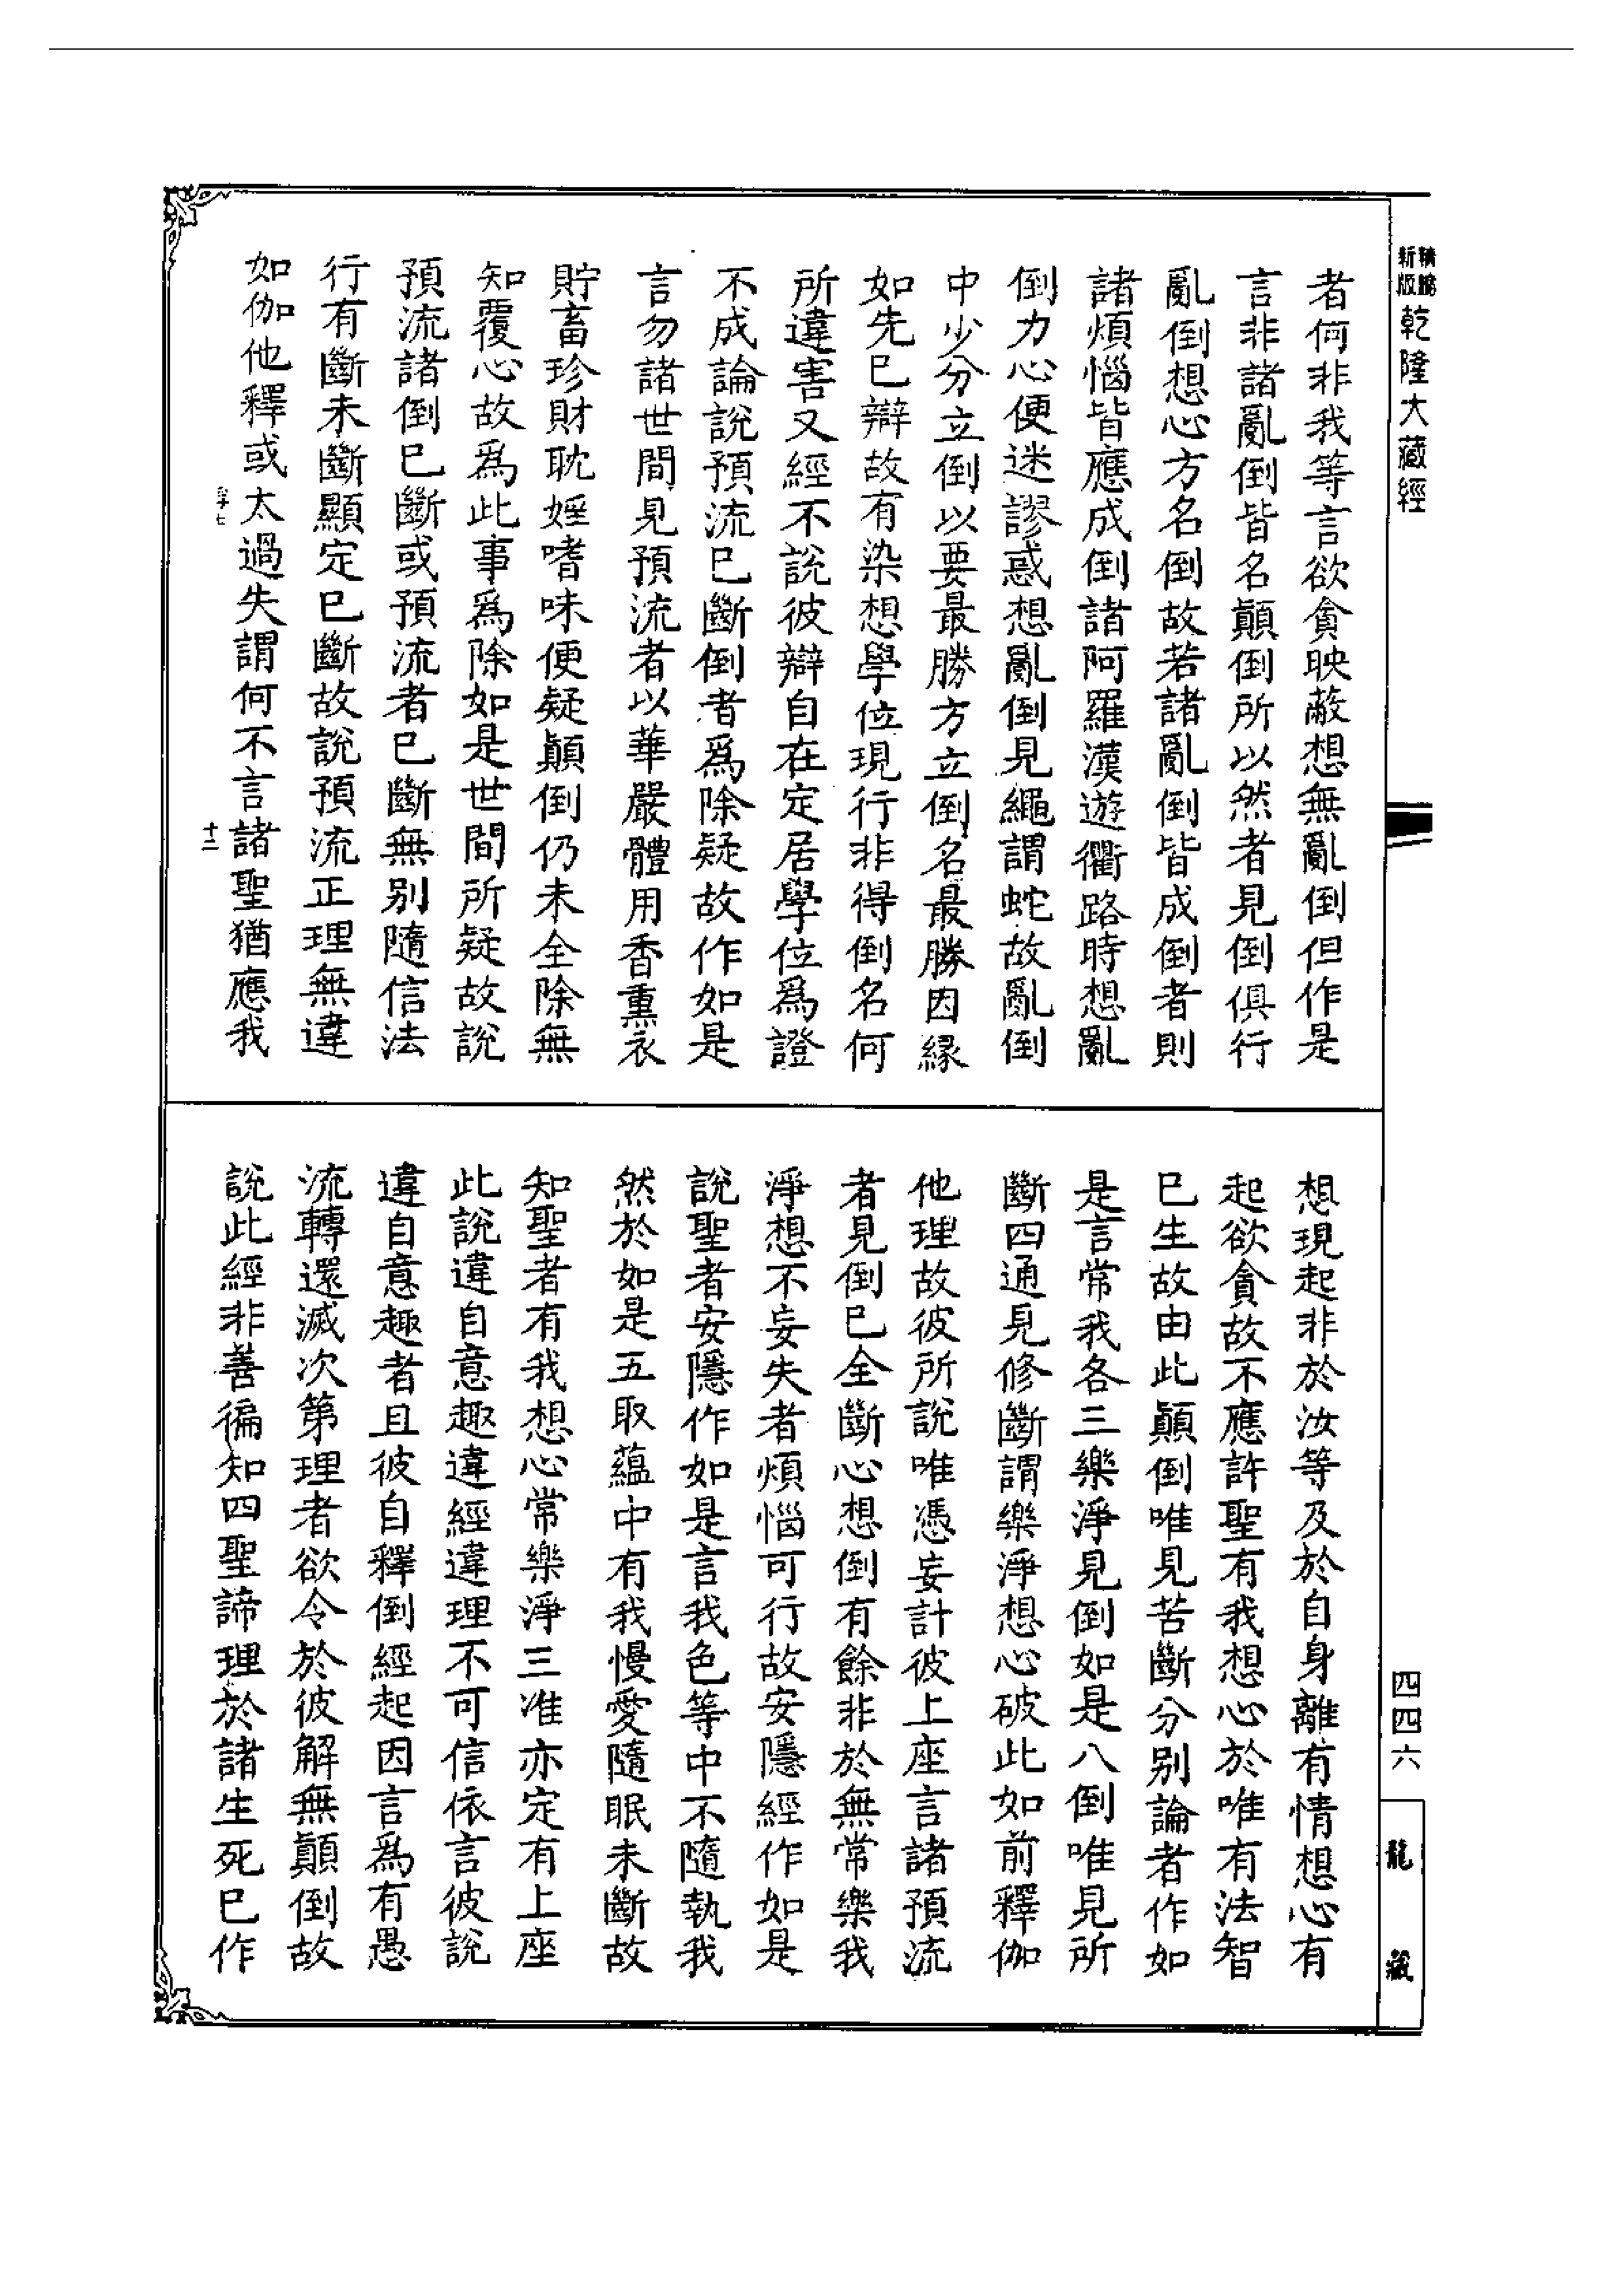 精縮新版 乾隆大藏經
者何非我等言欲貪映蔽想無亂倒但作是
言非諸亂倒皆名顛倒所以然者見倒俱行
亂倒想心方名倒故若諸亂倒皆成倒者則
諸煩惱皆應成倒諸阿羅漢遊衢路時想亂
倒力心便迷謬惑想亂倒見繩謂蛇故亂倒
中少分立倒以要最勝方立倒名最勝因緣
如先已辯故有染想學位現行非得倒名何
所違害又經不說彼辯自在定居學位爲證
不成論說預流已斷倒者爲除疑故作如是
言勿諸世間見預流者以華嚴體用香熏衣
貯畜珍財耽婬嗜味便疑顛倒仍未全除無
知覆心故爲此事爲除如是世間所疑故說
預流諸倒已斷或預流者已斷無別隨信法
行有斷未斷顯定已斷故說預流正理無違
如伽他釋或太過失謂何不言諸聖猶應我
十三
想現起非於汝等及於自身離有情想心有
起欲貪故不應許聖有我想心於唯有法智
已生故由此顛倒唯見苦斷分別論者作如
是言常我各三樂淨見倒如是八倒唯見所
斷四通見修斷謂樂淨想心破此如前釋伽
他理故彼所說唯憑妄計彼上座言諸預流
者見倒已全斷心想倒有餘非於無常樂我
淨想不妄失者煩惱可行故安隱經作如是
說聖者安隱作如是言我色等中不隨執我
然於如是五取蘊中有我慢愛隨眠未斷故
知聖者有我想心常樂淨三准亦定有上座
此說違自意趣違經違理不可信依言彼說
違自意趣者且彼自釋倒經起因言爲有愚
流轉還滅次第理者欲令於彼解無顛倒故
說此經非善徧知四聖諦理於諸生死已作
四四六
龍藏